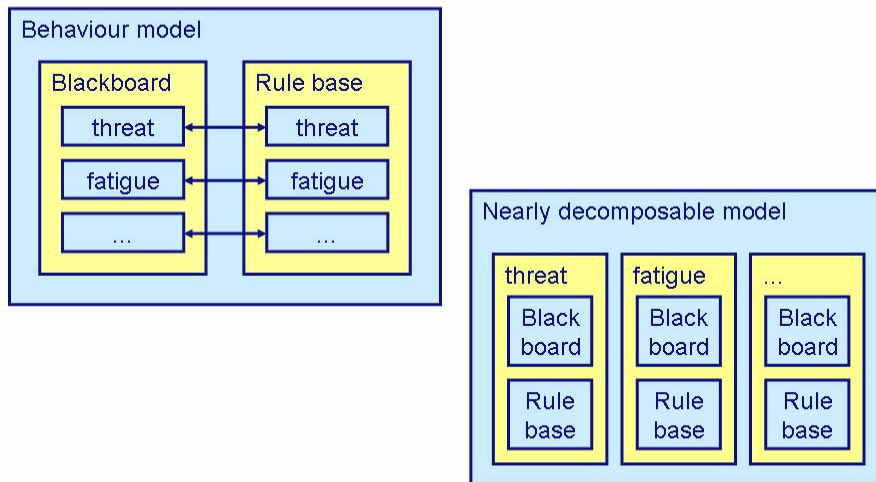 Behaviour model
Blackboard
Rule base
threat
threat
fatigue
fatigue
...
...
Nearly decomposable model
threat
fatigue
...
Black
board
Black
board
Black
board
Rule
base
Rule
base
Rule
base